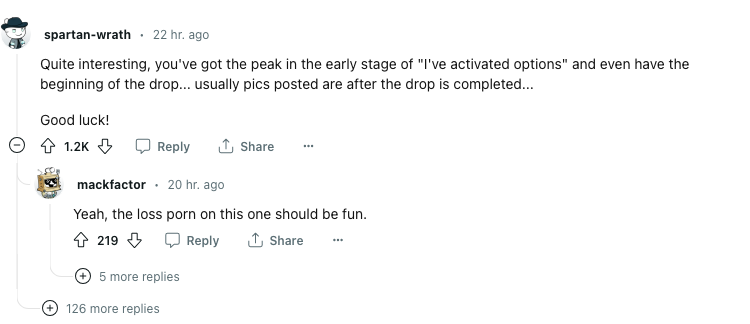 spartan-wrath • 22 hr. ago
Quite interesting, you've got the peak in the early stage of "I've activated options" and even have the
beginning of the drop... usually pics posted are after the drop is completed...
Good luck!
1.2K Reply Share ···
mackfactor • 20 hr. ago
Yeah, the loss porn on this one should be fun.
219 Reply Share ···
5 more replies
126 more replies